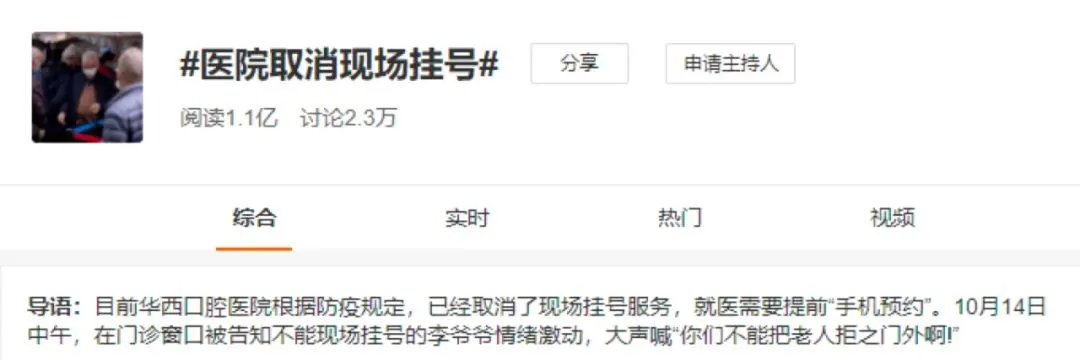 #医院取消现场挂号#
分享
申请主持人
阅读1.1亿 讨论2.3万
综合
实时
热门
视频
导语：目前华西口腔医院根据防疫规定，已经取消了现场挂号服务，就医需要提前“手机预约”。10月14日
中午，在门诊窗口被告知不能现场挂号的李爷爷情绪激动，大声喊“你们不能把老人拒之门外啊!”